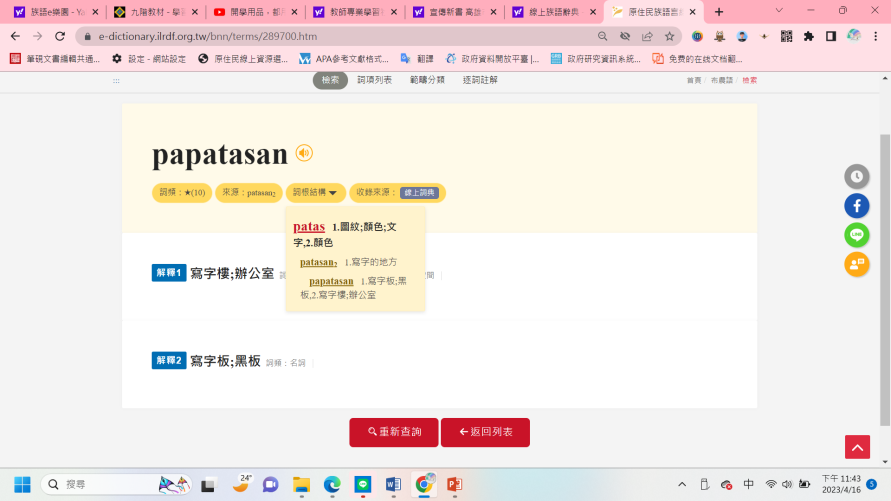 族語e樂園 - Yo
九階教材 - 學習
開學用品 - 都
教師專業學習
宣傳新書 高詮
線上族語辭典 -
原住民族語言線
e-dictionary.ilrdf.org.tw/bnn/terms/289700.htm
筆硯文書編輯共通...
設定 - 網站設定
原住民線上資源選...
APA參考文獻格式...
翻譯
政府資料開放平臺 |...
政府研究資訊系統...
免费的在线文档翻...
檢索
詞項列表
範疇分類
逐詞註解
首頁 / 布農語 / 檢索
papatasan
詞類：★(10)
來源：patasan₂
詞根結構
收錄來源： 線上詞典
patas 1.圖紋;顏色;文
字,2.顏色
patasan₂ 1.寫字的地方
papatasan 1.寫字板;黑
板,2.寫字樓;辦公室
解釋1 寫字樓;辦公室
解釋2 寫字板;黑板 詞類：名詞
重新查詢
返回列表
LINE
搜尋
24°
中
下午 11:43
2023/4/16
5